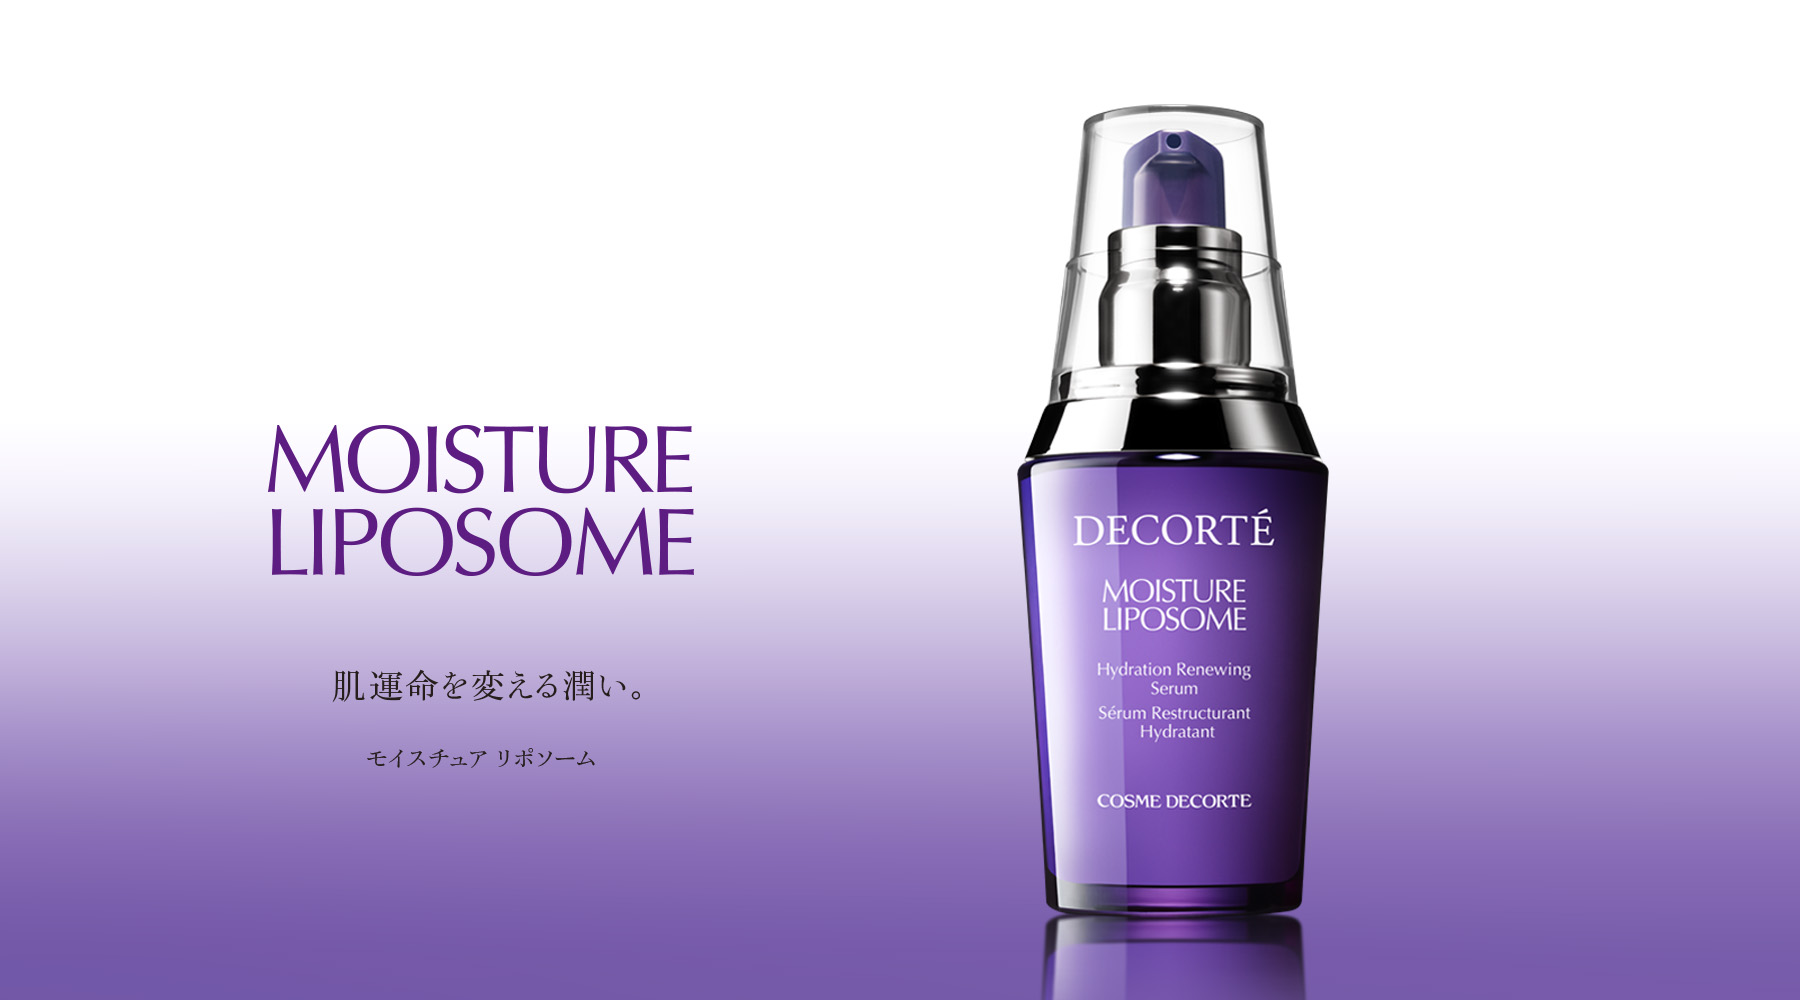 MOISTURE
LIPOSOME
肌運命を変える潤い。
モイスチュア リポソーム
DECORTÉ
MOISTURE
LIPOSOME
Hydration Renewing
Serum
Sérum Restructurant
Hydratant
COSME DECORTE